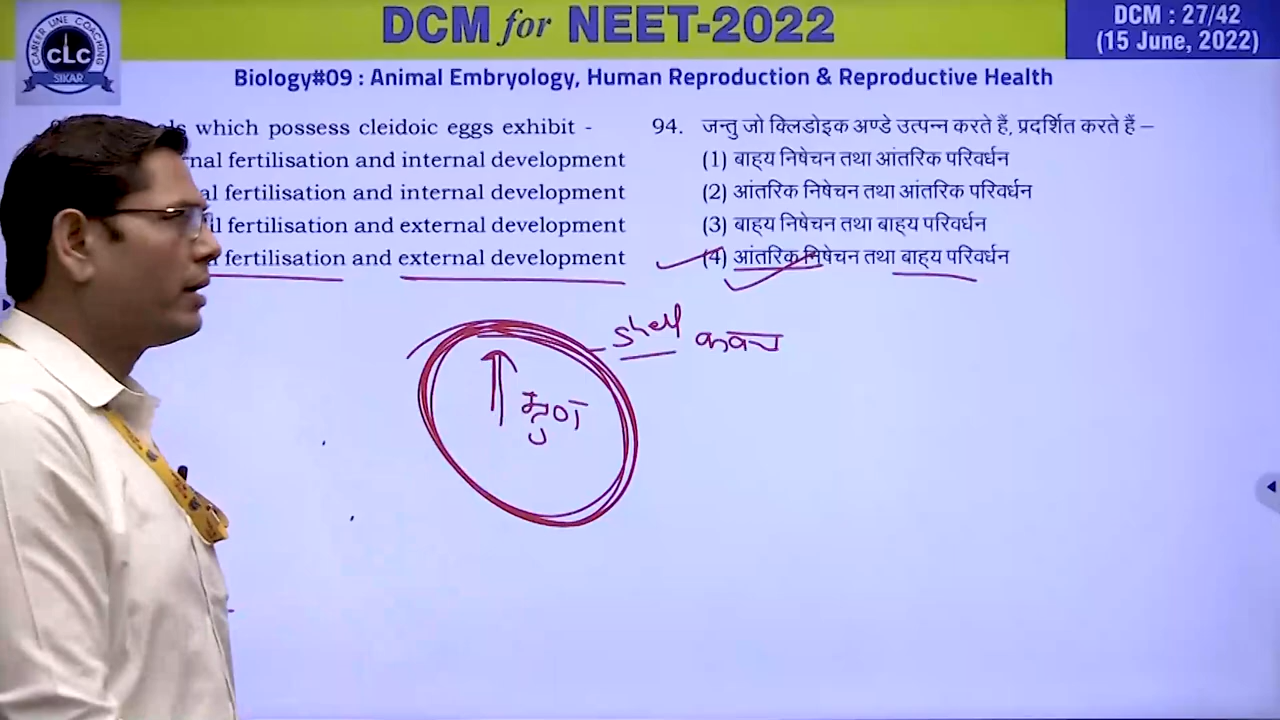 DCM for NEET-2022
DCM : 27/42
(15 June, 2022)
CAREER LINE COACHING
CLC
SIKAR
Biology#09 : Animal Embryology, Human Reproduction & Reproductive Health
which possess cleidoic eggs exhibit -
fertilisation and internal development
fertilisation and internal development
fertilisation and external development
fertilisation and external development
94. जन्तु जो क्लिडोइक अण्डे उत्पन्न करते हैं, प्रदर्शित करते हैं –
(1) बाह्य निषेचन तथा आंतरिक परिवर्धन
(2) आंतरिक निषेचन तथा आंतरिक परिवर्धन
(3) बाह्य निषेचन तथा बाह्य परिवर्धन
(4) आंतरिक निषेचन तथा बाह्य परिवर्धन
shell कवच
भ्रूण